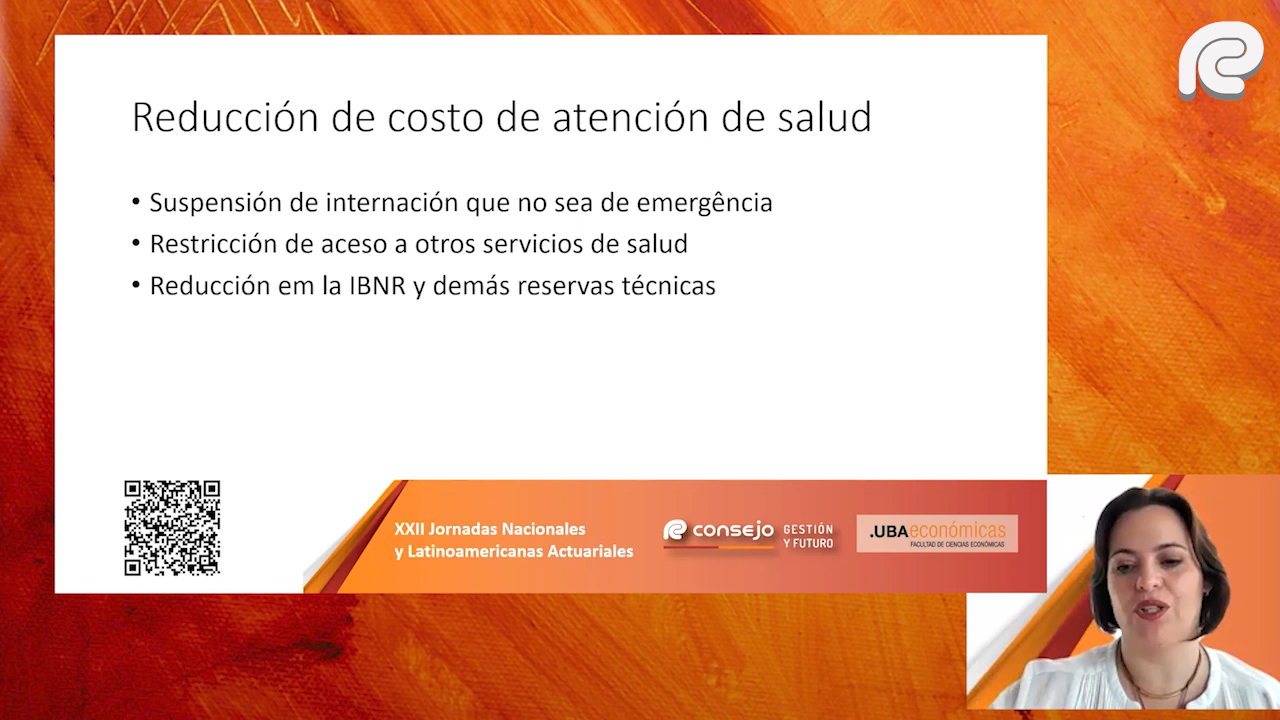 Reducción de costo de atención de salud
• Suspensión de internación que no sea de emergência
• Restricción de aceso a otros servicios de salud
• Reducción em la IBNR y demás reservas técnicas
XXII Jornadas Nacionales
y Latinoamericanas Actuariales
consejo
GESTIÓN
Y FUTURO
.UBAeconómicas
FACULTAD DE CIENCIAS ECONÓMICAS